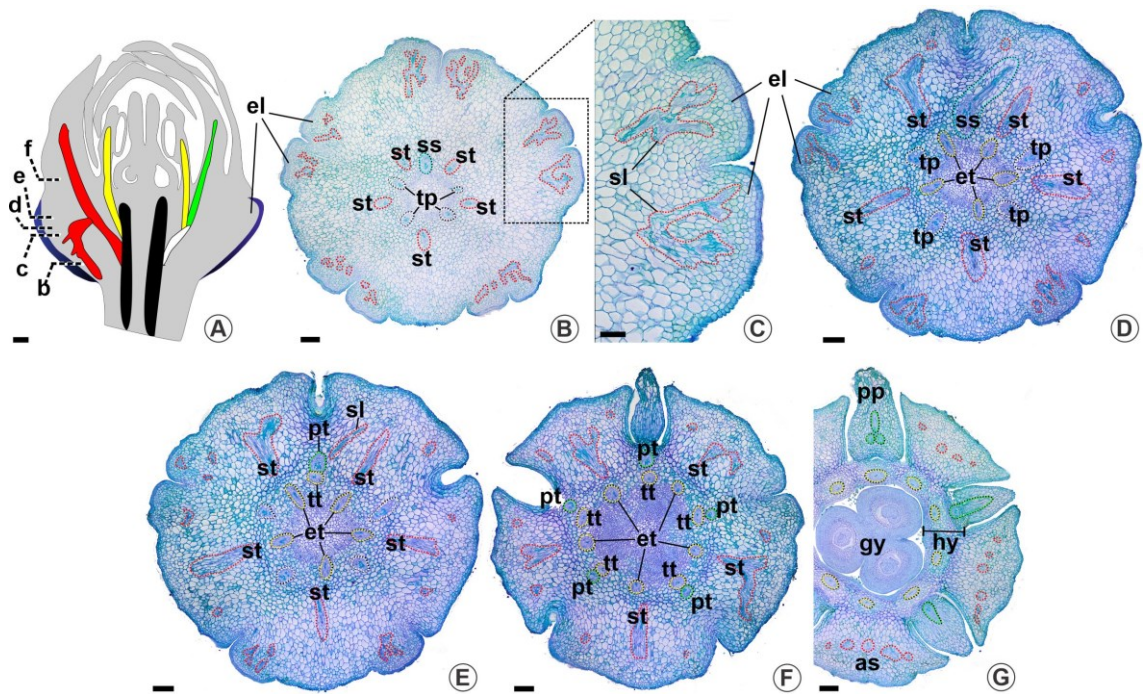 f
e
d
c
b
el
A
st ss st
tp
st st
st
B
el
sl
C
st ss st
tp tp
et
st
st
tp tp
st
D
sl
pt
st st
tt
et
st st
st
E
pt
st
tt
pt pt
tt tt
et
st
tt tt
pt pt
st
F
pp
gy hy
as
G